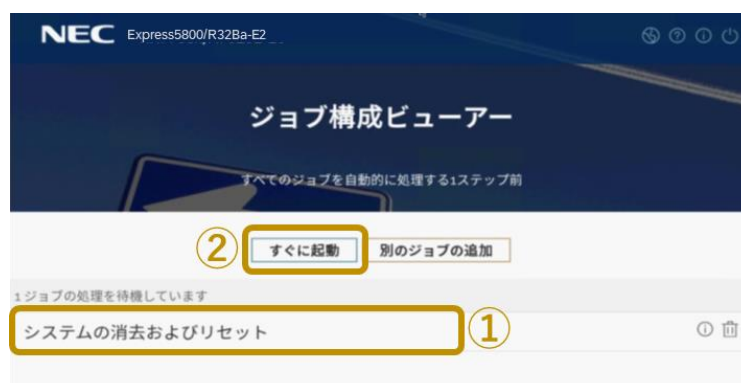 NEC Express5800/R32Ba-E2
ジョブ構成ビューアー
すべてのジョブを自動的に処理する1ステップ前
② すぐに起動 別のジョブの追加
1ジョブの処理を待機しています
システムの消去およびリセット ①